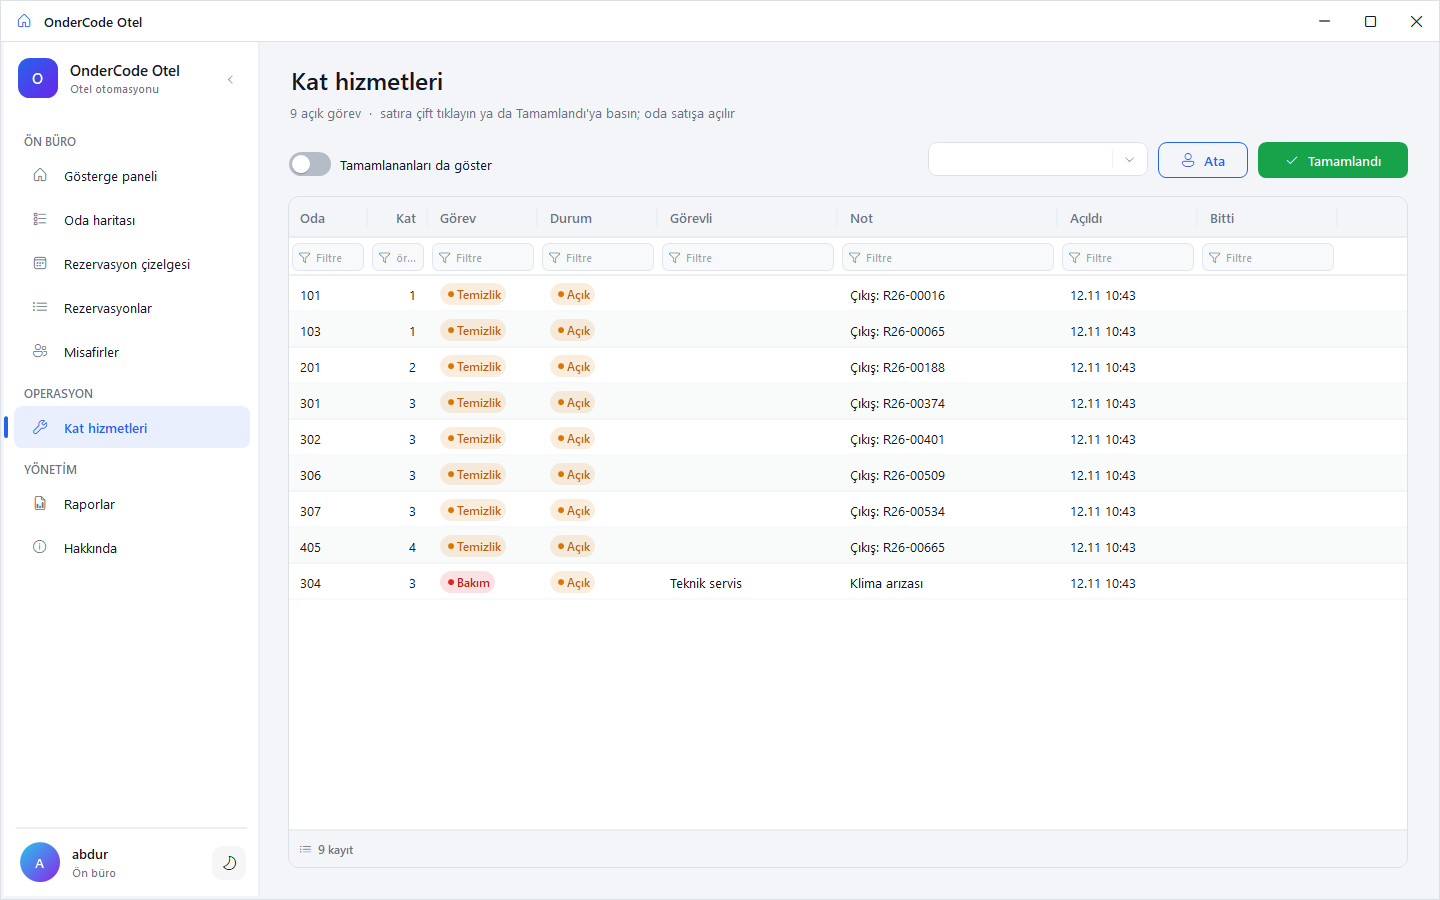 OnderCode Otel
O
OnderCode Otel
Otel otomasyonu
ÖN BÜRO
Gösterge paneli
Oda haritası
Rezervasyon çizelgesi
Rezervasyonlar
Misafirler
OPERASYON
Kat hizmetleri
YÖNETİM
Raporlar
Hakkında
A
abdur
Ön büro
Kat hizmetleri
9 açık görev · satıra çift tıklayın ya da Tamamlandı'ya basın; oda satışa açılır
Tamamlananları da göster
Ata
Tamamlandı
Oda Kat Görev Durum Görevli Not Açıldı Bitti
Filtre ör... Filtre Filtre Filtre Filtre Filtre Filtre
101 1 Temizlik Açık Çıkış: R26-00016 12.11 10:43
103 1 Temizlik Açık Çıkış: R26-00065 12.11 10:43
201 2 Temizlik Açık Çıkış: R26-00188 12.11 10:43
301 3 Temizlik Açık Çıkış: R26-00374 12.11 10:43
302 3 Temizlik Açık Çıkış: R26-00401 12.11 10:43
306 3 Temizlik Açık Çıkış: R26-00509 12.11 10:43
307 3 Temizlik Açık Çıkış: R26-00534 12.11 10:43
405 4 Temizlik Açık Çıkış: R26-00665 12.11 10:43
304 3 Bakım Açık Teknik servis Klima arızası 12.11 10:43
9 kayıt